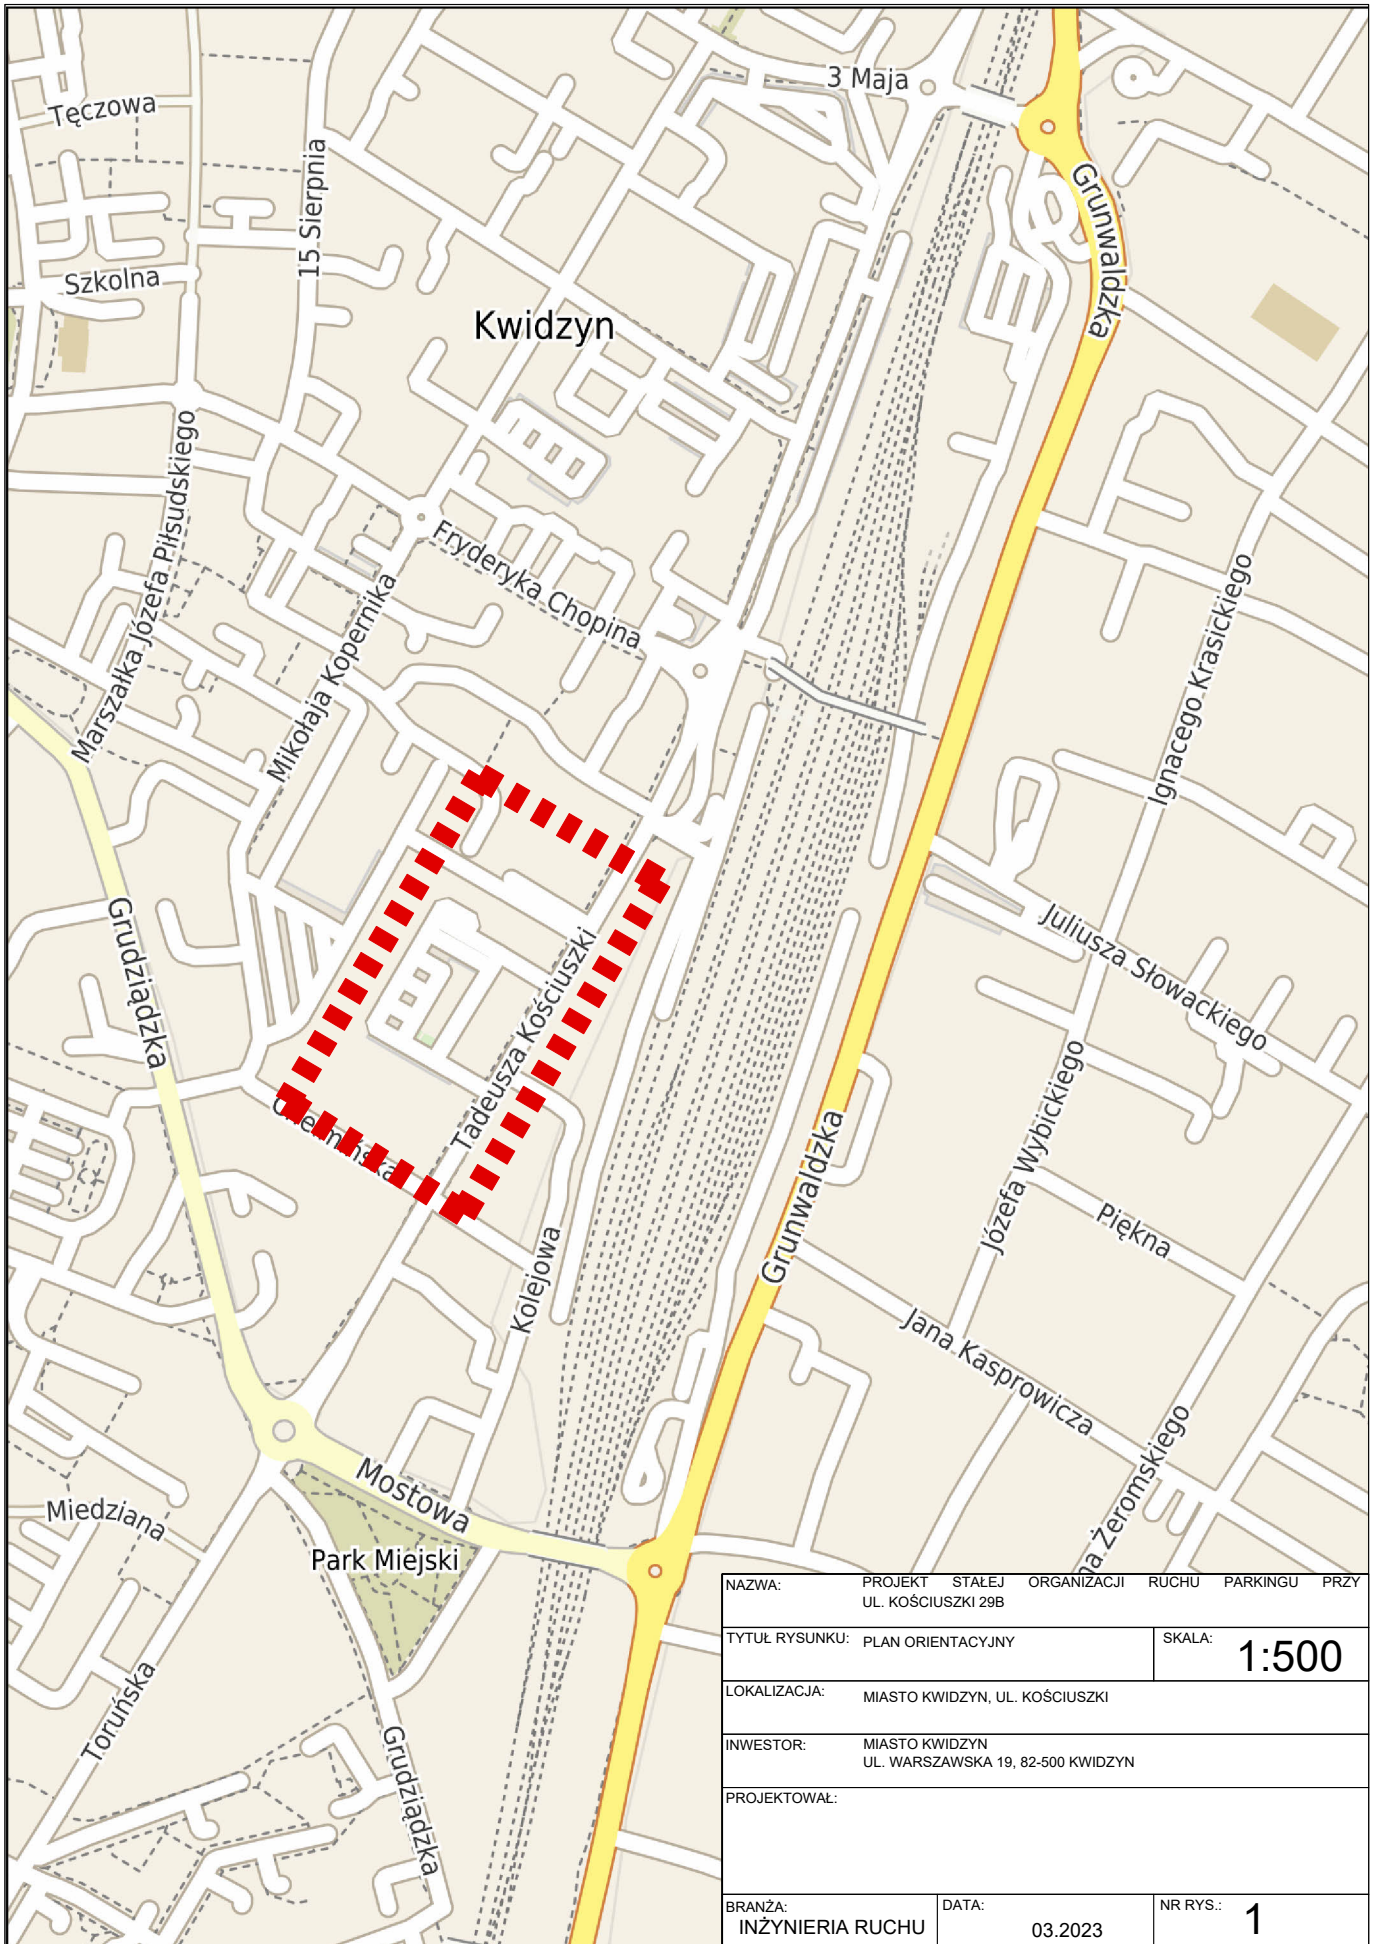 3 Maja
Tęczowa
15 Sierpnia
Grunwaldzka
Szkolna
Kwidzyn
Marszałka Józefa Piłsudskiego
Fryderyka Chopina
Mikołaja Kopernika
Ignacego Krasickiego
Grudziądzka
Juliusza Słowackiego
Tadeusza Kościuszki
Józefa Wybickiego
Grunwaldzka
Piękna
Kolejowa
Jana Kasprowicza
Mostowa
Miedziana
Park Miejski
na Żeromskiego
Toruńska
Grudziądzka
NAZWA: PROJEKT STAŁEJ ORGANIZACJI RUCHU PARKINGU PRZY
UL. KOŚCIUSZKI 29B
TYTUŁ RYSUNKU: PLAN ORIENTACYJNY
SKALA: 1:500
LOKALIZACJA: MIASTO KWIDZYN, UL. KOŚCIUSZKI
INWESTOR: MIASTO KWIDZYN
UL. WARSZAWSKA 19, 82-500 KWIDZYN
PROJEKTOWAŁ:
BRANŻA: INŻYNIERIA RUCHU
DATA: 03.2023
NR RYS.: 1